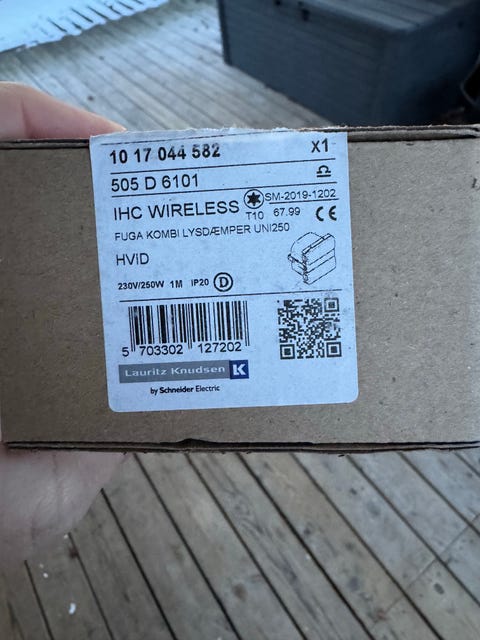 10 17 044 582 X1
505 D 6101
IHC WIRELESS SM-2019-1202
T10 67.99 CE
FUGA KOMBI LYSDÆMPER UNI250
HVID
230V/250W 1M IP20 D
5 703302 127202
Lauritz Knudsen K
by Schneider Electric